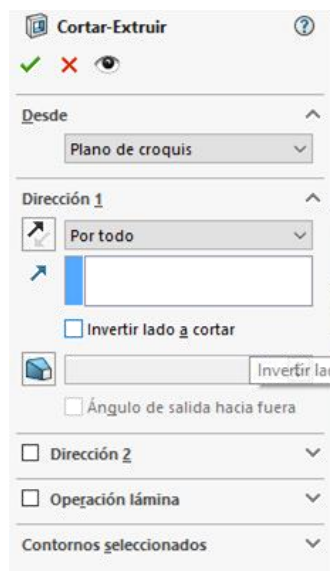 Cortar-Extruir
Desde
Plano de croquis
Dirección 1
Por todo
Invertir lado a cortar
Invertir la
Ángulo de salida hacia fuera
Dirección 2
Operación lámina
Contornos seleccionados